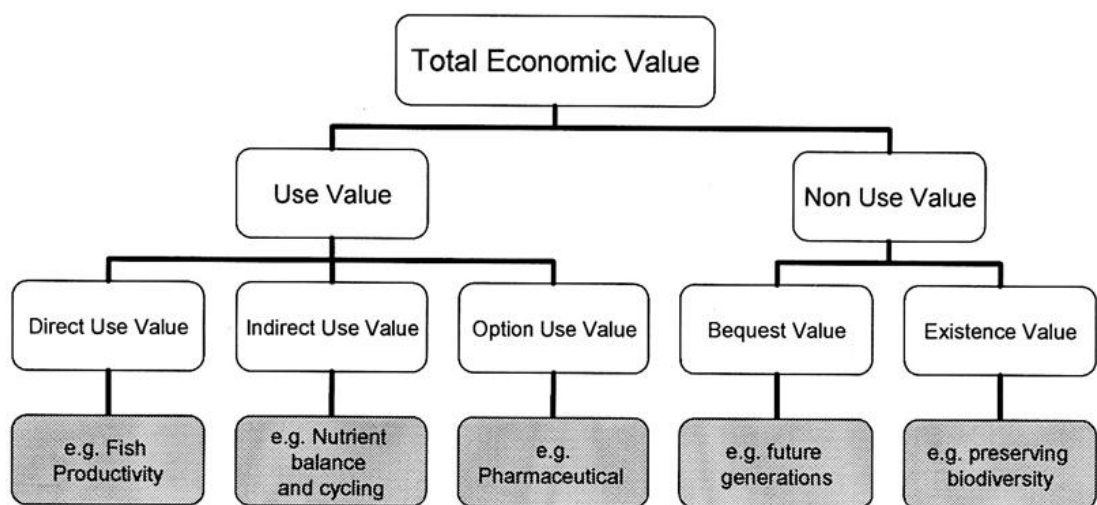 Total Economic Value
Use Value
Non Use Value
Direct Use Value
Indirect Use Value
Option Use Value
Bequest Value
Existence Value
e.g. Fish
Productivity
e.g. Nutrient
balance
and cycling
e.g.
Pharmaceutical
e.g. future
generations
e.g. preserving
biodiversity